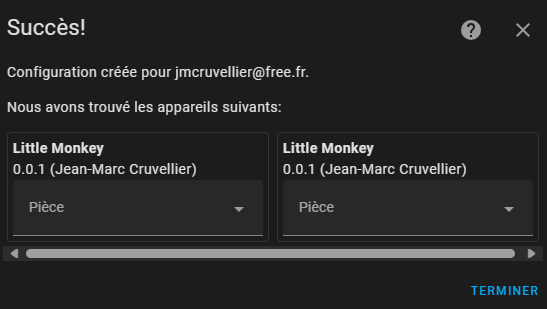 Succès!
Configuration créée pour jmcruvellier@free.fr.
Nous avons trouvé les appareils suivants:
Little Monkey
0.0.1 (Jean-Marc Cruvellier)
Pièce
Little Monkey
0.0.1 (Jean-Marc Cruvellier)
Pièce
TERMINER